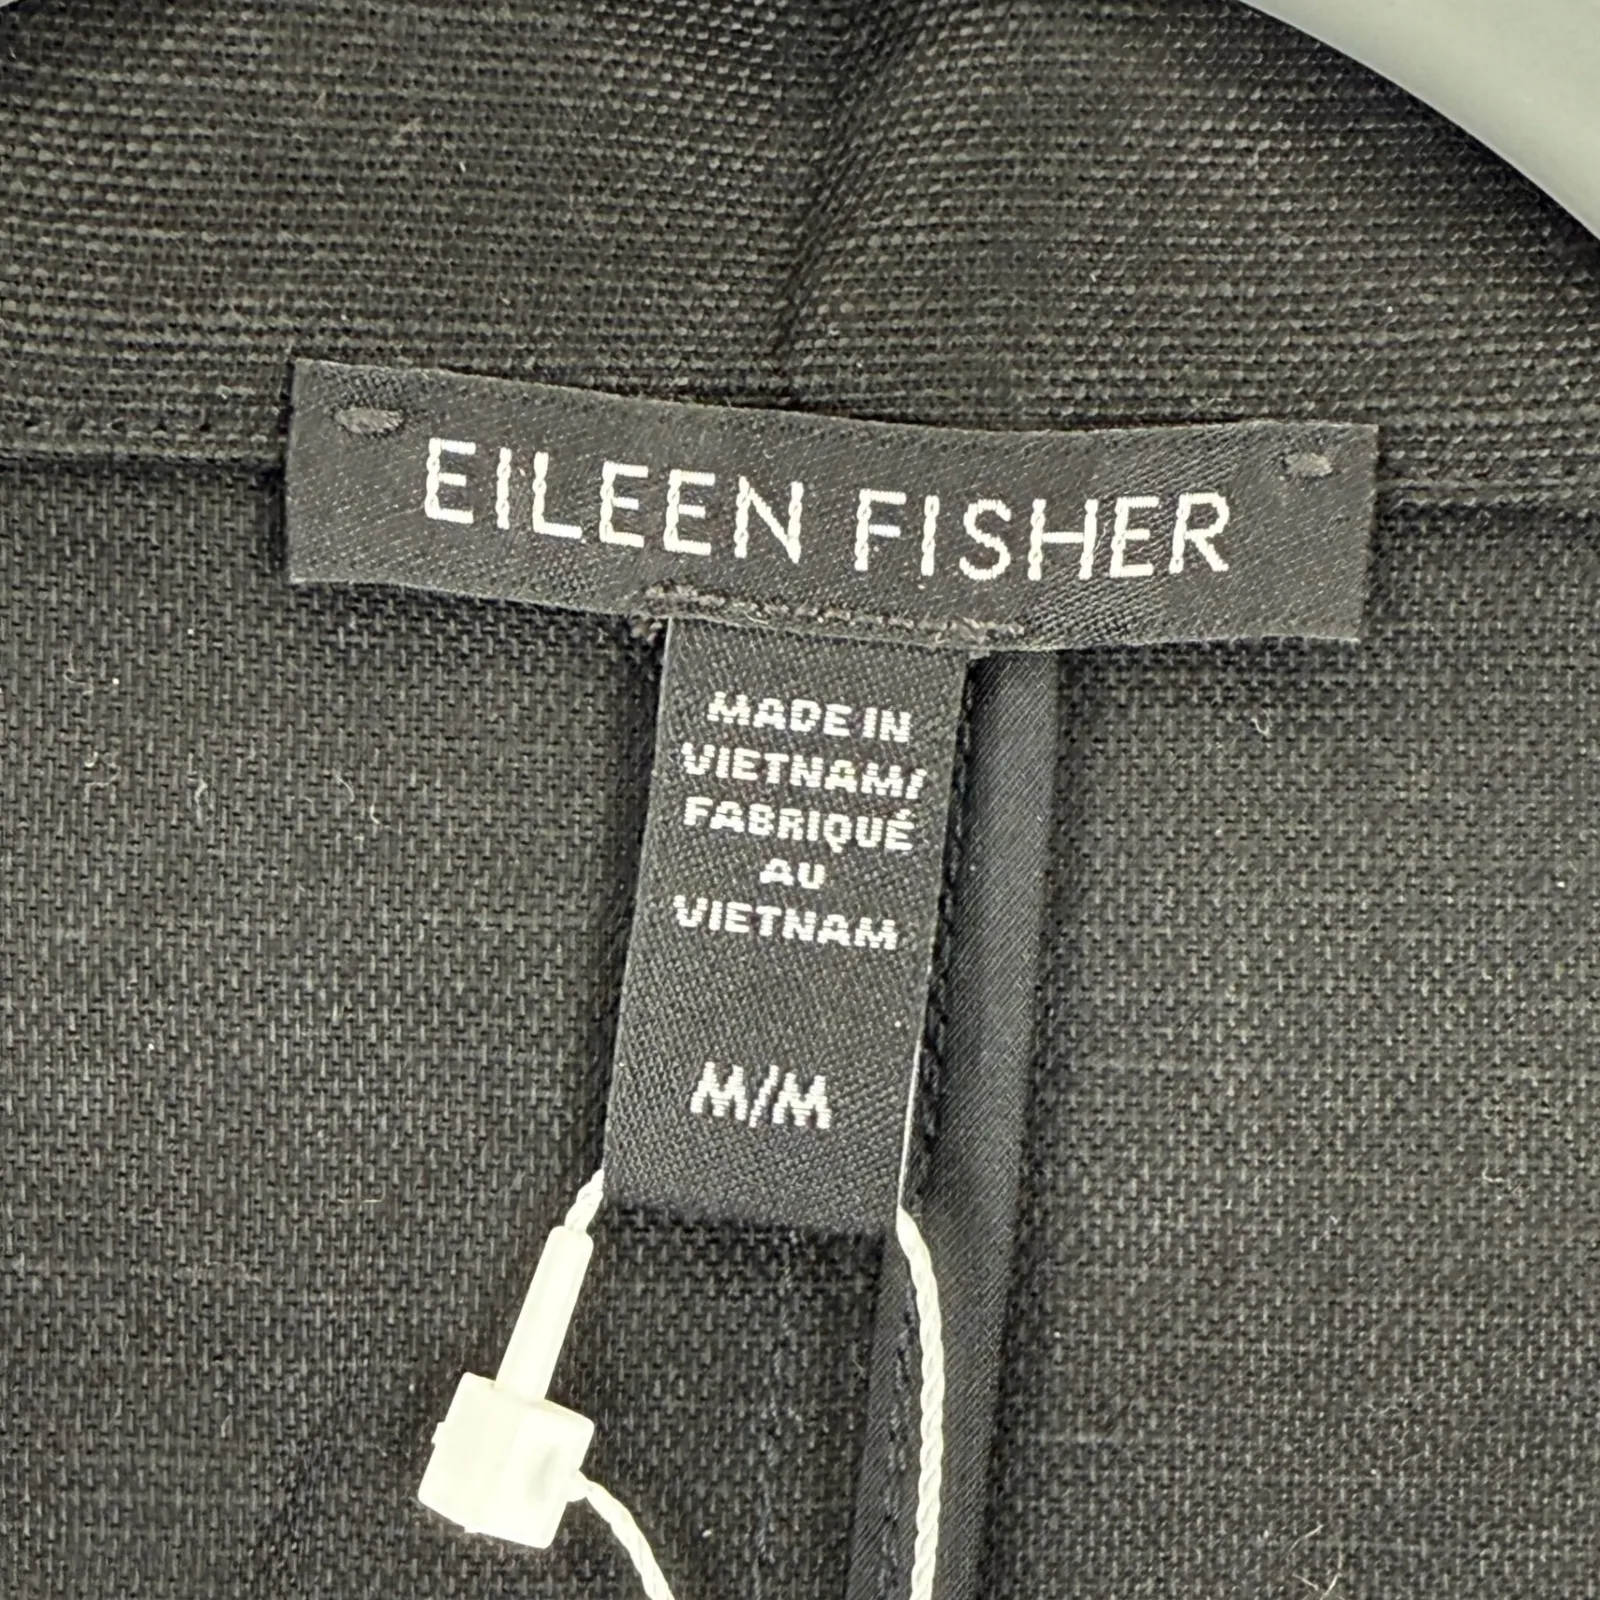 EILEEN FISHER
MADE IN
VIETNAM/
FABRIQUÉ
AU
VIETNAM
M/M